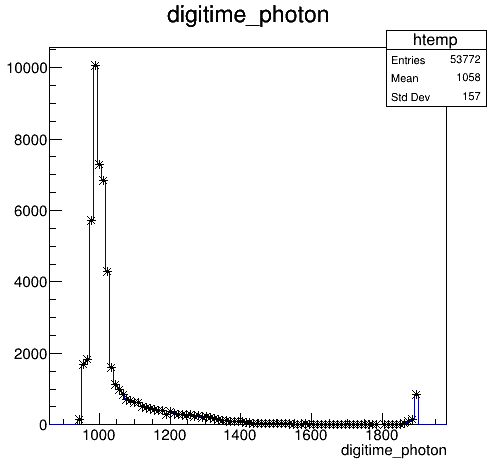 digitime_photon
htemp
Entries 53772
Mean 1058
Std Dev 157
10000
8000
6000
4000
2000
0
1000 1200 1400 1600 1800
digitime_photon